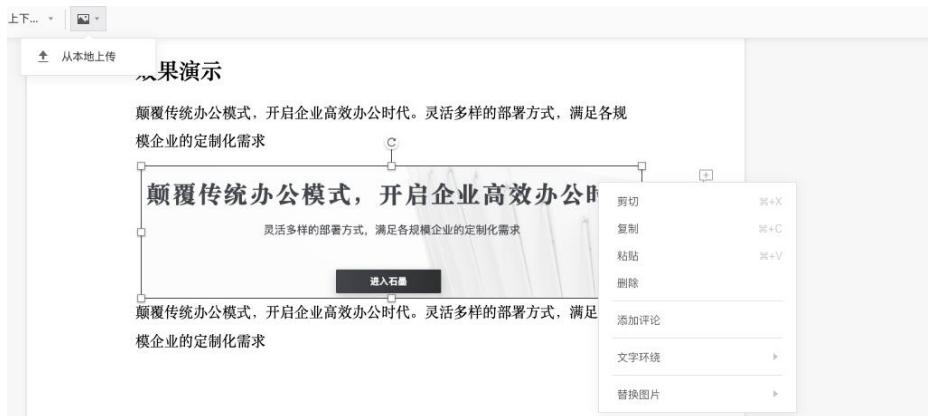 上下...
从本地上传
果演示
颠覆传统办公模式，开启企业高效办公时代。灵活多样的部署方式，满足各规
模企业的定制化需求
颠覆传统办公模式，开启企业高效办公时
灵活多样的部署方式，满足各规模企业的定制化需求
进入石墨
颠覆传统办公模式，开启企业高效办公时代。灵活多样的部署方式，满足
模企业的定制化需求
剪切 ⌘+X
复制 ⌘+C
粘贴 ⌘+V
删除
添加评论
文字环绕
替换图片